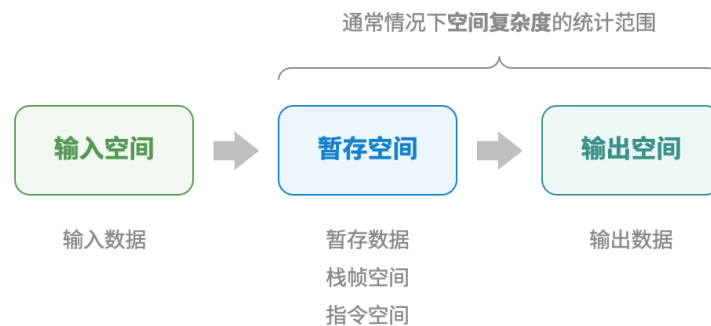 通常情况下空间复杂度的统计范围
输入空间
暂存空间
输出空间
输入数据
暂存数据
输出数据
栈帧空间
指令空间